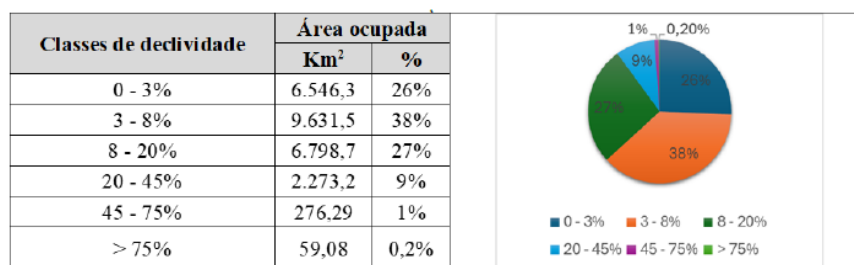 Classes de declividade Área ocupada
Km² %
0 - 3% 6.546,3 26%
3 - 8% 9.631,5 38%
8 - 20% 6.798,7 27%
20 - 45% 2.273,2 9%
45 - 75% 276,29 1%
> 75% 59,08 0,2%
1% 0,20%
9% 26%
27%
38%
0 - 3% 3 - 8% 8 - 20%
20 - 45% 45 - 75% > 75%